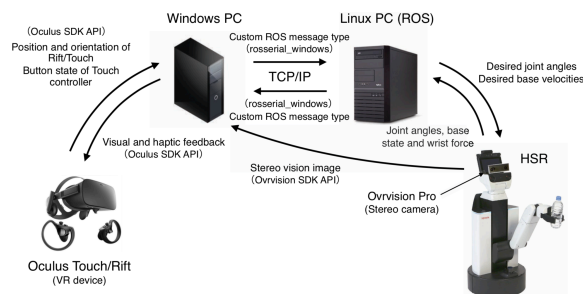 Windows PC
Linux PC (ROS)
(Oculus SDK API)
Position and orientation of
Rift/Touch
Button state of Touch
controller
Custom ROS message type
(rosserial_windows)
TCP/IP
(rosserial_windows)
Custom ROS message type
Desired joint angles
Desired base velocities
Visual and haptic feedback
(Oculus SDK API)
Joint angles, base
state and wrist force
Stereo vision image
(Ovrvision SDK API)
HSR
Ovrvision Pro
(Stereo camera)
Oculus Touch/Rift
(VR device)